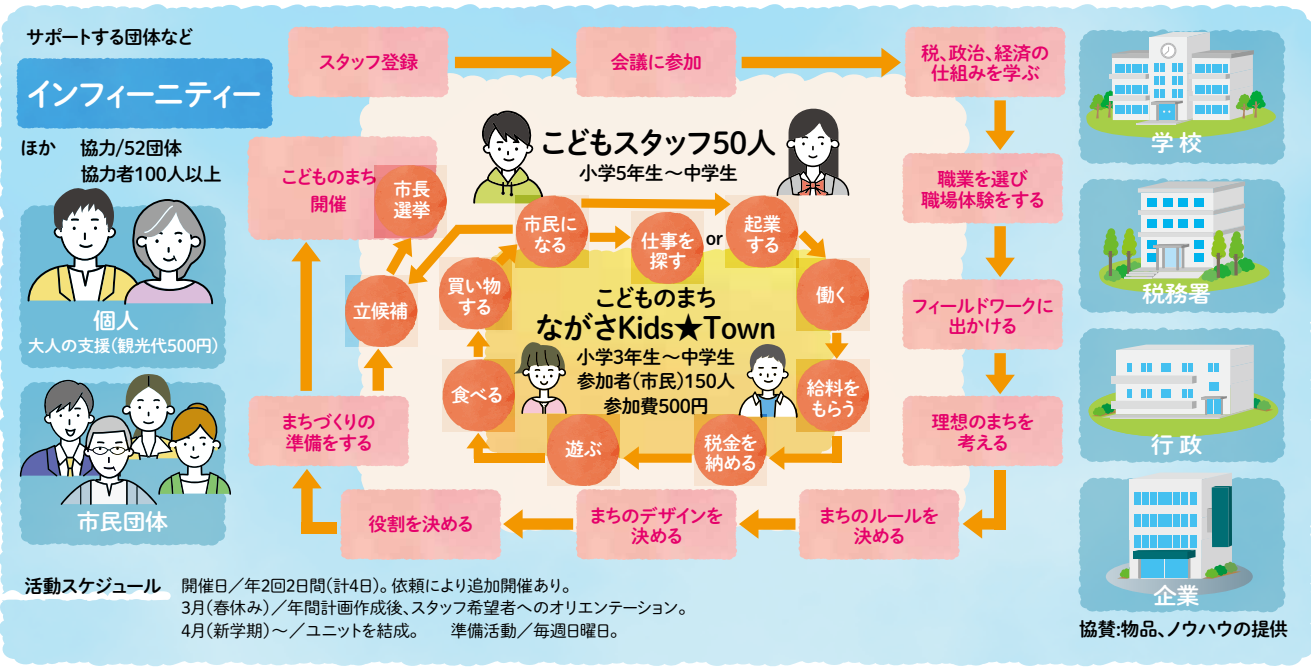 サポートする団体など
インフィーニティー
ほか 協力/52団体
協力者100人以上
個人
大人の支援(観光代500円)
市民団体
スタッフ登録
会議に参加
税、政治、経済の
仕組みを学ぶ
職業を選び
職場体験をする
フィールドワークに
出かける
理想のまちを
考える
まちのルールを
決める
まちのデザインを
決める
役割を決める
まちづくりの
準備をする
こどものまち
開催
立候補
市長
選挙
こどもスタッフ50人
小学5年生～中学生
市民に
なる
仕事を
探す
or
起業
する
働く
給料を
もらう
税金を
納める
遊ぶ
食べる
買い物
する
こどものまち
ながさKids★Town
小学3年生～中学生
参加者(市民)150人
参加費500円
学校
税務署
行政
企業
協賛:物品、ノウハウの提供
活動スケジュール 開催日／年2回2日間(計4日)。依頼により追加開催あり。
3月(春休み)／年間計画作成後、スタッフ希望者へのオリエンテーション。
4月(新学期)～／ユニットを結成。 準備活動／毎週日曜日。